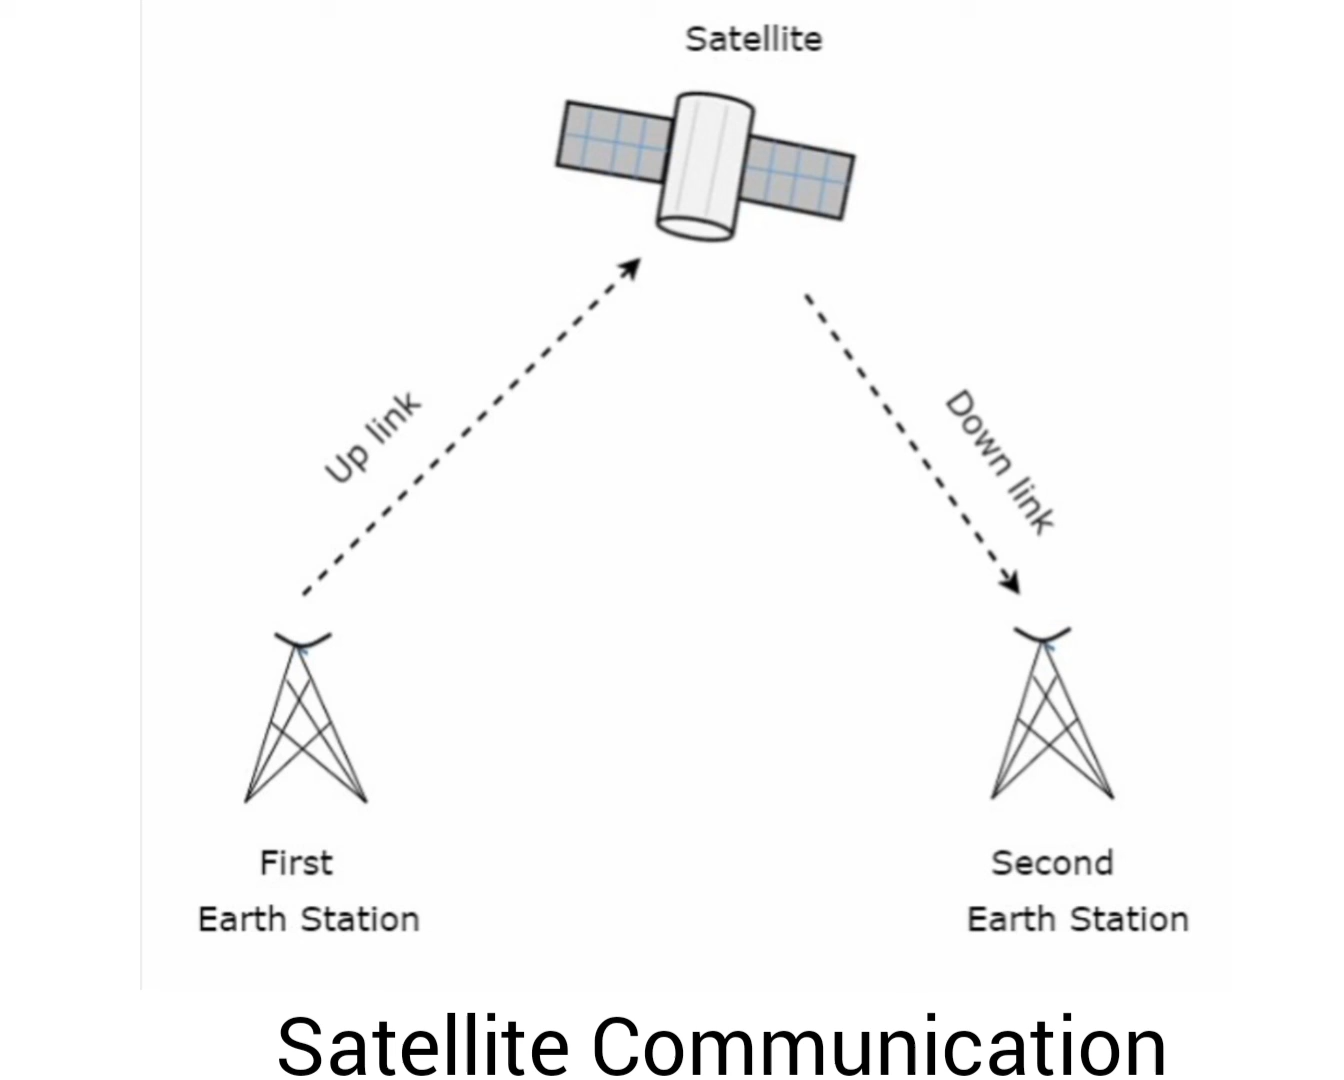 Satellite
Up link
Down link
First
Earth Station
Second
Earth Station
Satellite Communication